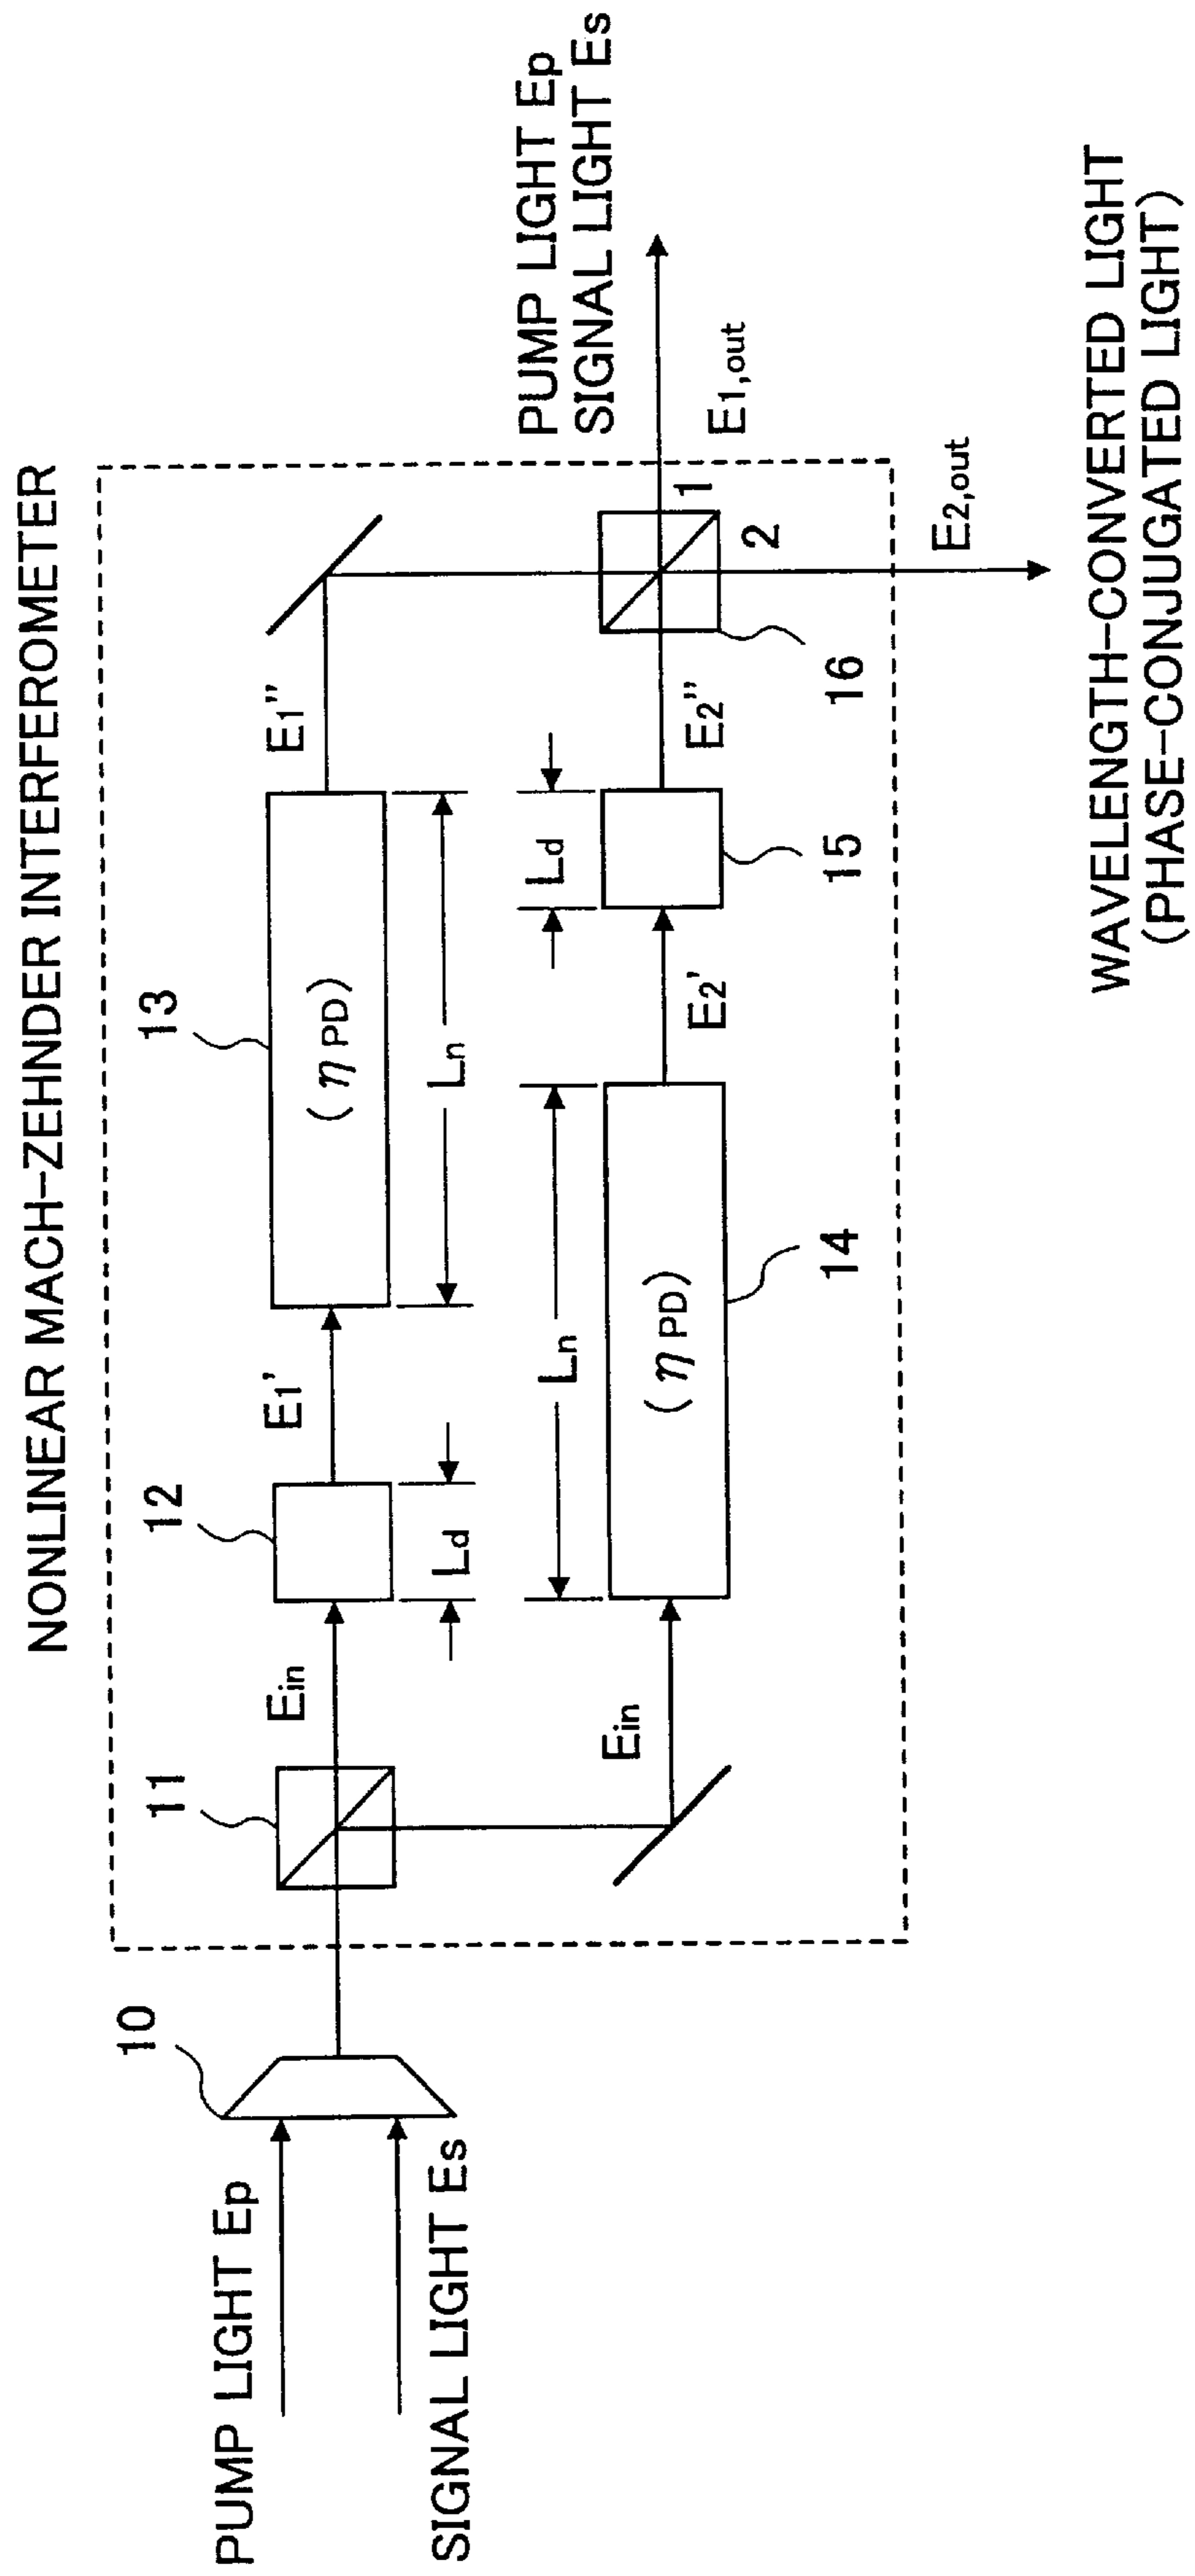 NONLINEAR MACH-ZEHNDER INTERFEROMETER
PUMP LIGHT Ep
SIGNAL LIGHT Es
10
11
Ein
Ein
12
Ld
E1'
13
(ηPD)
Ln
E1''
14
(ηPD)
Ln
E2'
15
Ld
E2''
16
1
2
PUMP LIGHT Ep
SIGNAL LIGHT Es
E1,out
E2,out
WAVELENGTH-CONVERTED LIGHT
(PHASE-CONJUGATED LIGHT)